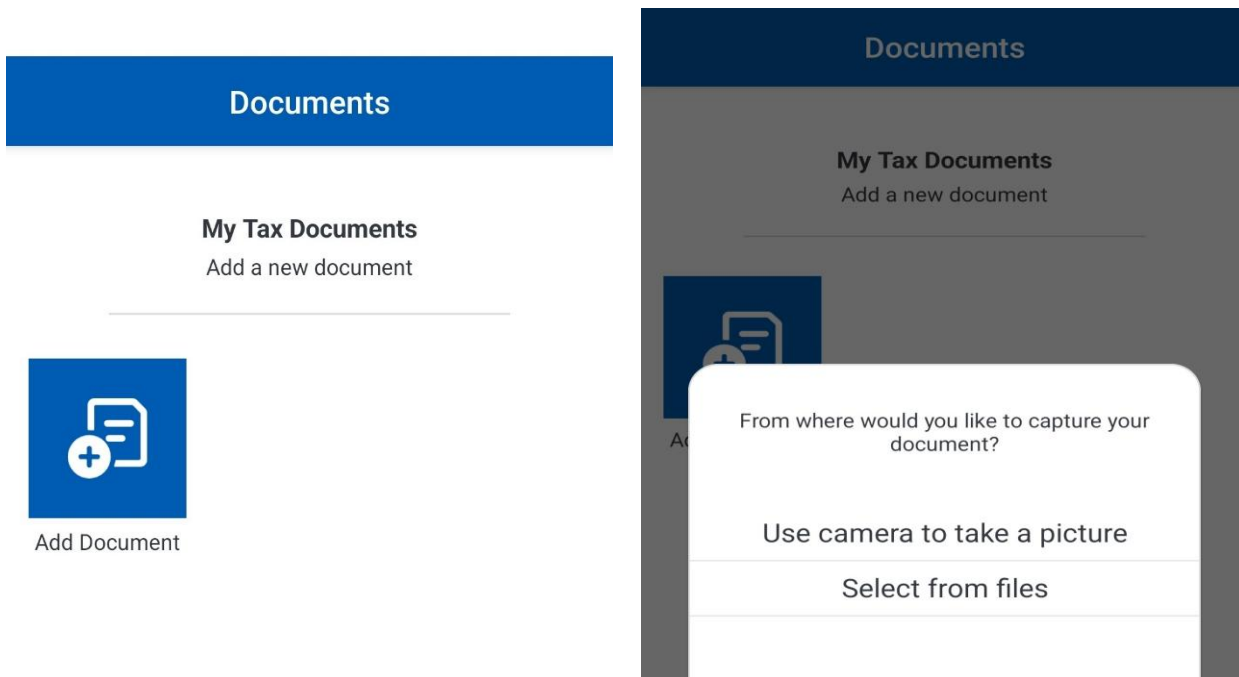 Documents
My Tax Documents
Add a new document
Add Document
Documents
My Tax Documents
Add a new document
From where would you like to capture your
document?
Use camera to take a picture
Select from files